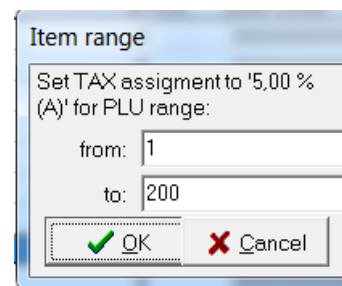 Item range
Set TAX assigment to '5,00 %
(A)' for PLU range:
from: 1
to: 200
OK Cancel